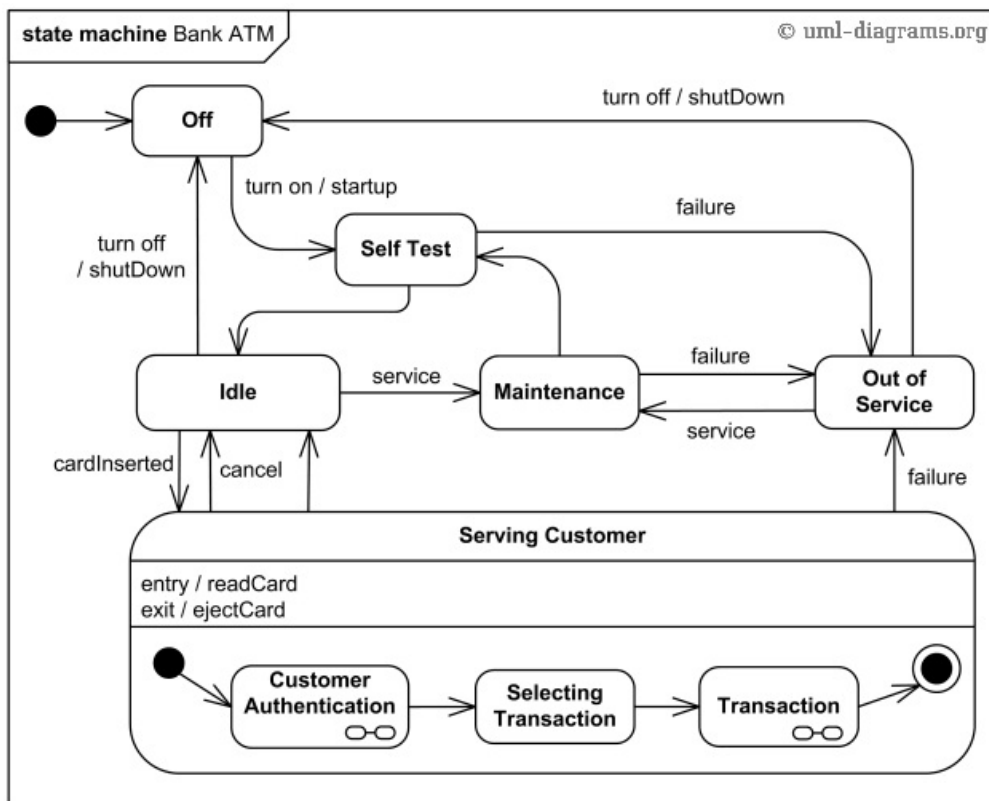 state machine Bank ATM
© uml-diagrams.org
turn off / shutDown
Off
turn on / startup
failure
turn off
/ shutDown
Self Test
failure
Idle
service
Maintenance
Out of
Service
service
cardInserted
cancel
failure
Serving Customer
entry / readCard
exit / ejectCard
Customer
Authentication
Selecting
Transaction
Transaction